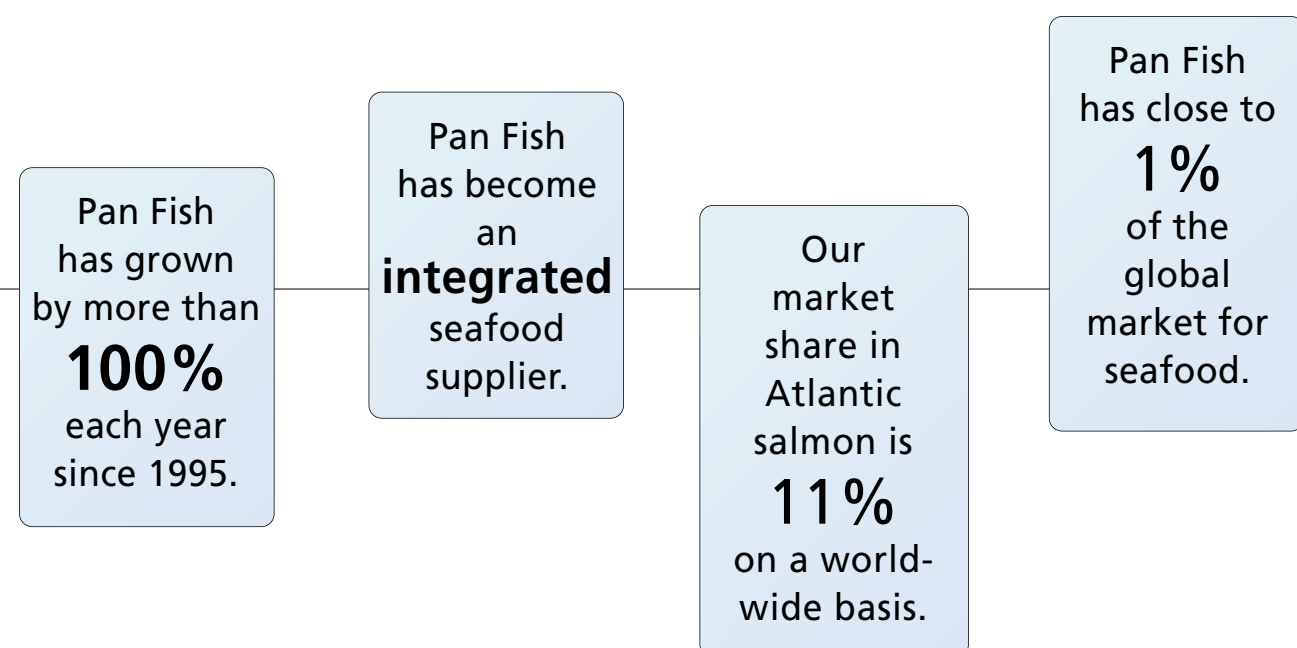 Pan Fish
has grown
by more than
100%
each year
since 1995.
Pan Fish
has become
an
integrated
seafood
supplier.
Our
market
share in
Atlantic
salmon is
11%
on a world-
wide basis.
Pan Fish
has close to
1%
of the
global
market for
seafood.